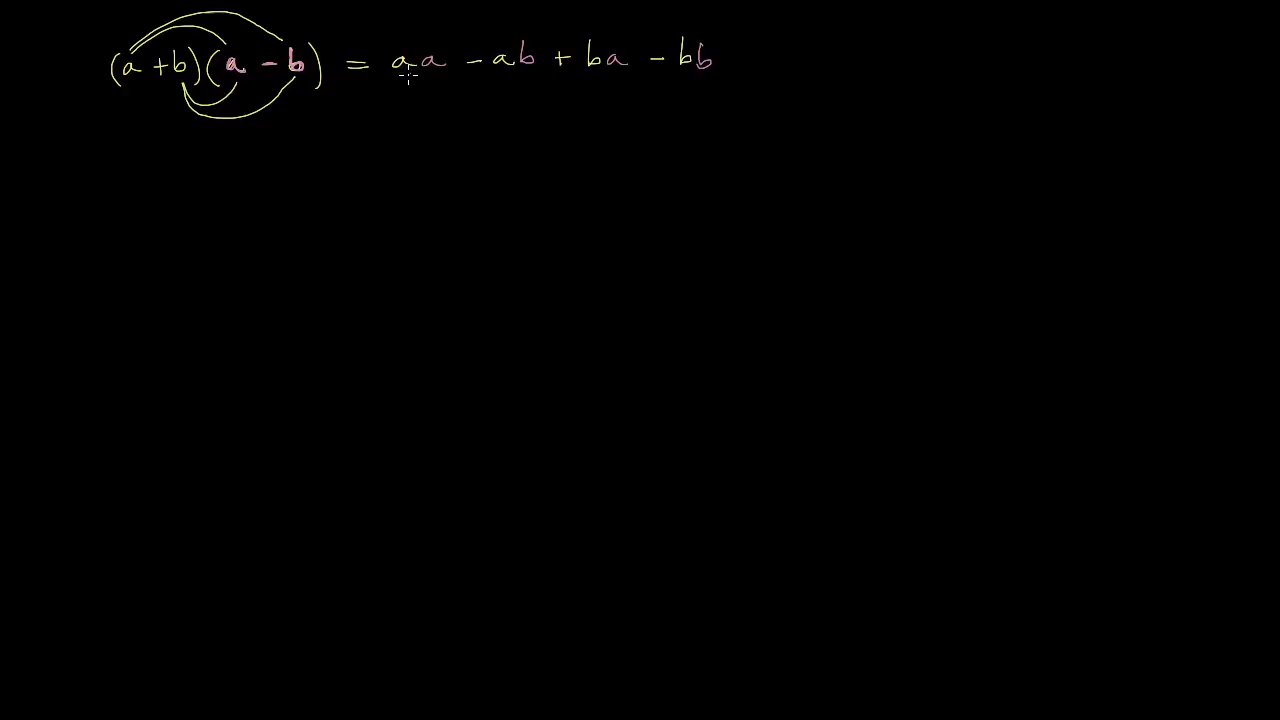 (a + b)(a - b) = aa - ab + ba - bb